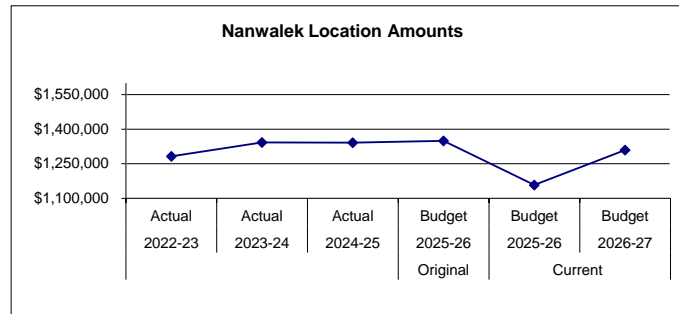 Nanwalek Location Amounts
$1,550,000
$1,400,000
$1,250,000
$1,100,000
Actual Actual Actual Budget Budget Budget
2022-23 2023-24 2024-25 2025-26 2025-26 2026-27
Original Current